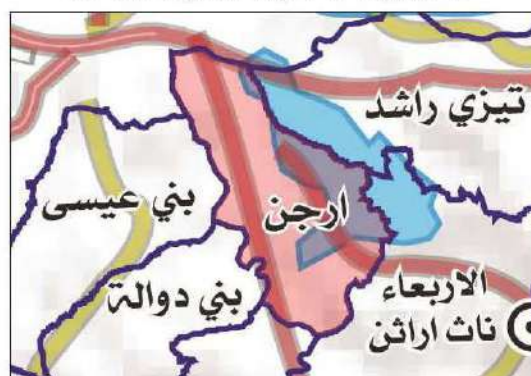 تيزي راشد
ارجن
بني عيسى
بني دوالة
الاربعاء
ناث اراثن